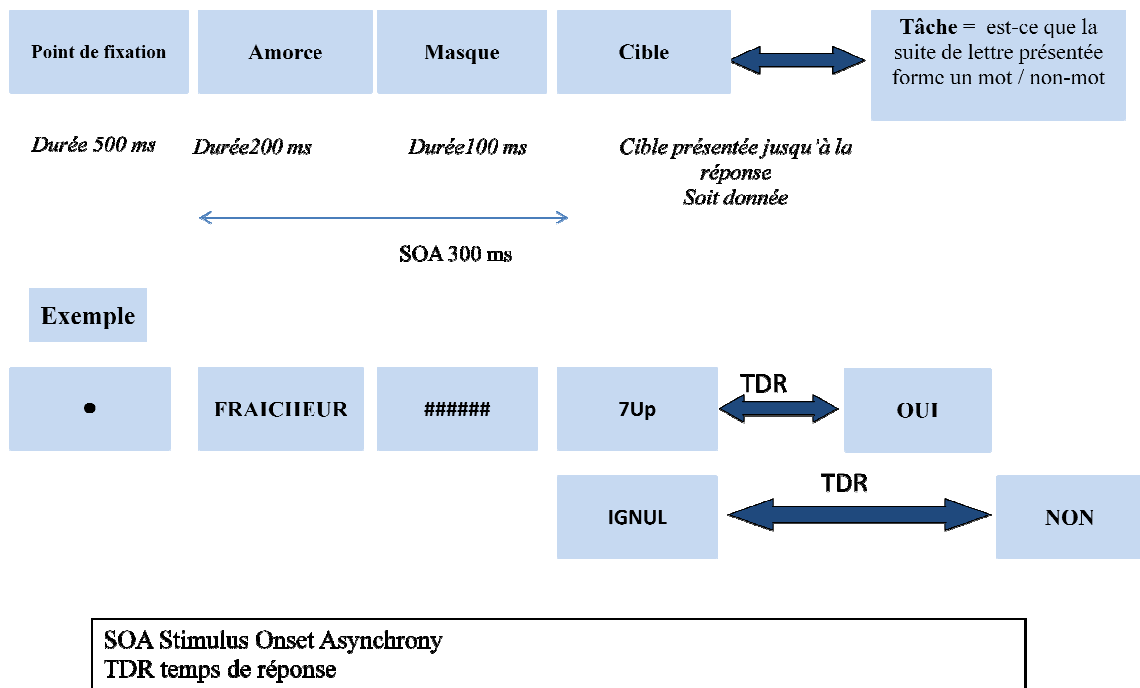 Point de fixation
Amorce
Masque
Cible
Tâche = est-ce que la
suite de lettre présentée
forme un mot / non-mot
Durée 500 ms
Durée200 ms
Durée100 ms
Cible présentée jusqu'à la
réponse
Soit donnée
SOA 300 ms
Exemple
●
FRAICHEUR
######
7Up
TDR
OUI
IGNUL
TDR
NON
SOA Stimulus Onset Asynchrony
TDR temps de réponse